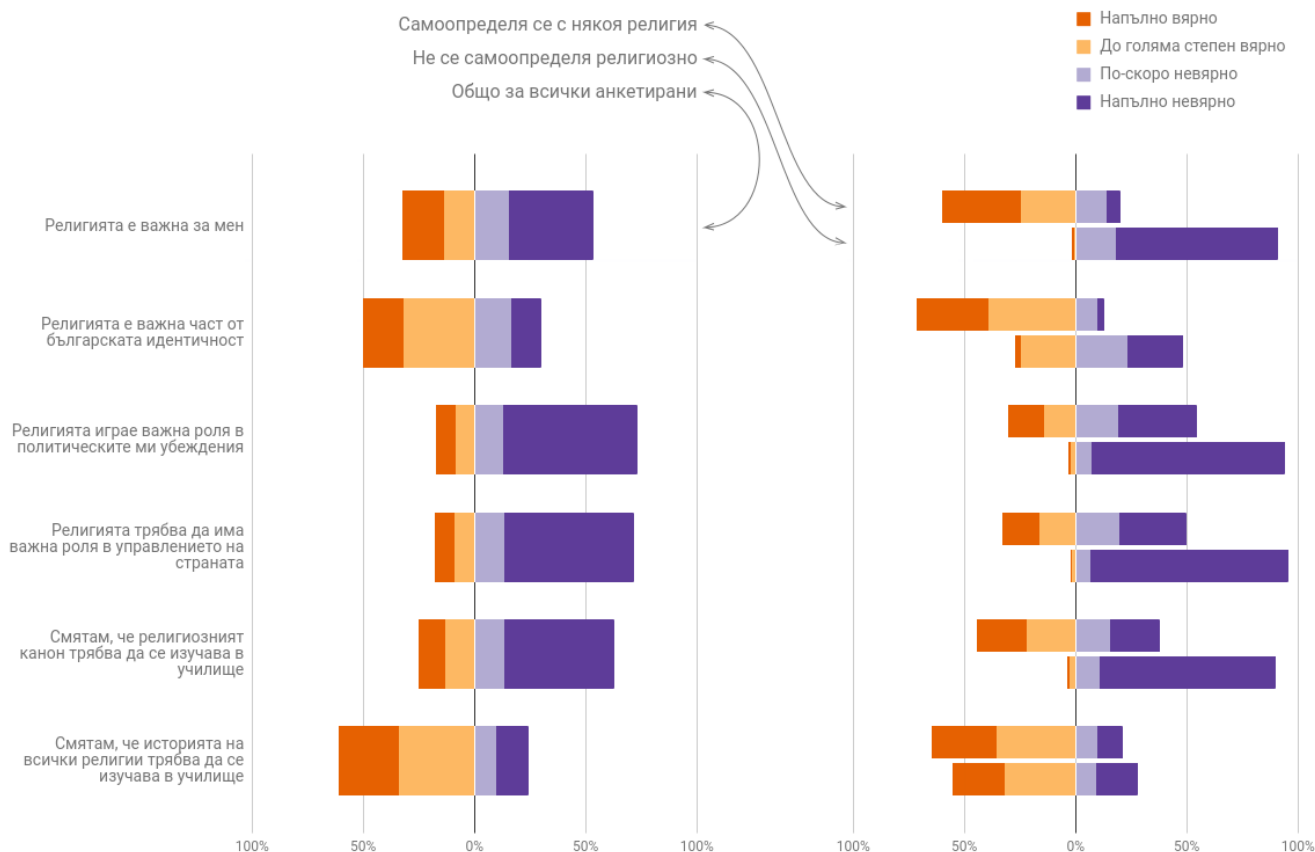 Самоопределя се с някоя религия
Не се самоопределя религиозно
Общо за всички анкетирани
Напълно вярно
До голяма степен вярно
По-скоро невярно
Напълно невярно
Религията е важна за мен
Религията е важна част от
българската идентичност
Религията играе важна роля в
политическите ми убеждения
Религията трябва да има
важна роля в управлението на
страната
Смятам, че религиозният
канон трябва да се изучава в
училище
Смятам, че историята на
всички религии трябва да се
изучава в училище
100% 50% 0% 50% 100% 100% 50% 0% 50% 100%